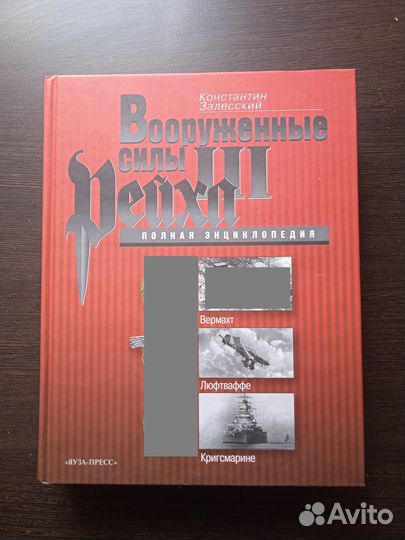 Константин
Залесский
Вооруженные
силы III
Рейха
ПОЛНАЯ ЭНЦИКЛОПЕДИЯ
Вермахт
Люфтваффе
Кригсмарине
«ЯУЗА-ПРЕСС»
Avito